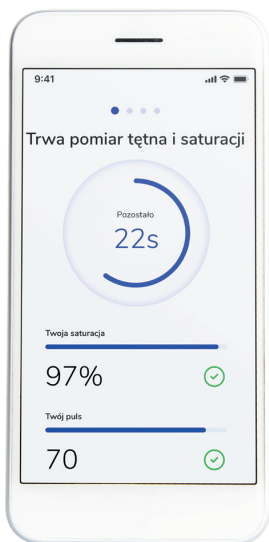 9:41
Trwa pomiar tętna i saturacji
Pozostało
22s
Twoja saturacja
97%
Twój puls
70